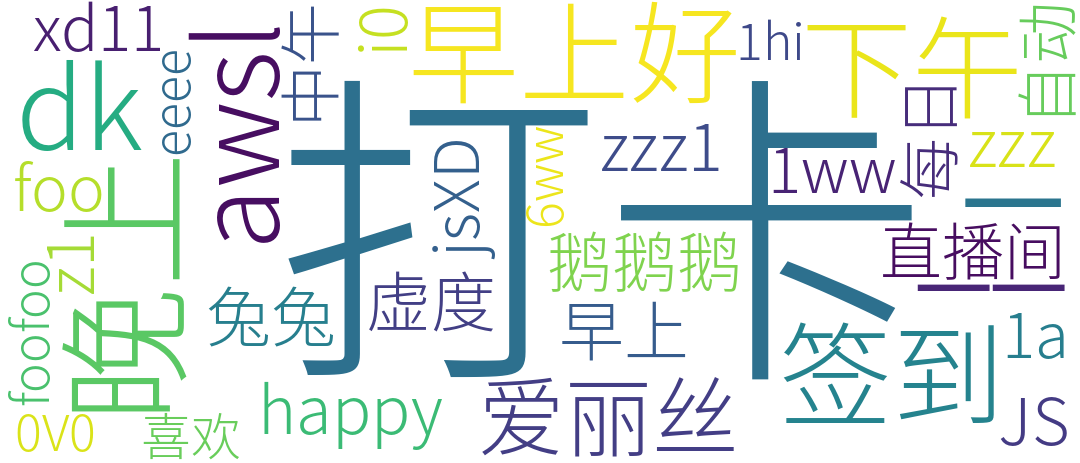 xd11
eeee
中午
io
早上好
1hi
下午
自动
dk
awsl
打卡
jsXD
6ww
zzz1
1ww
每日
zzz
foo
晚上
z1
foofoo
兔兔
虚度
鹅鹅鹅
早上
直播间
一
签到
1a
0v0
喜欢
happy
爱丽丝
JS